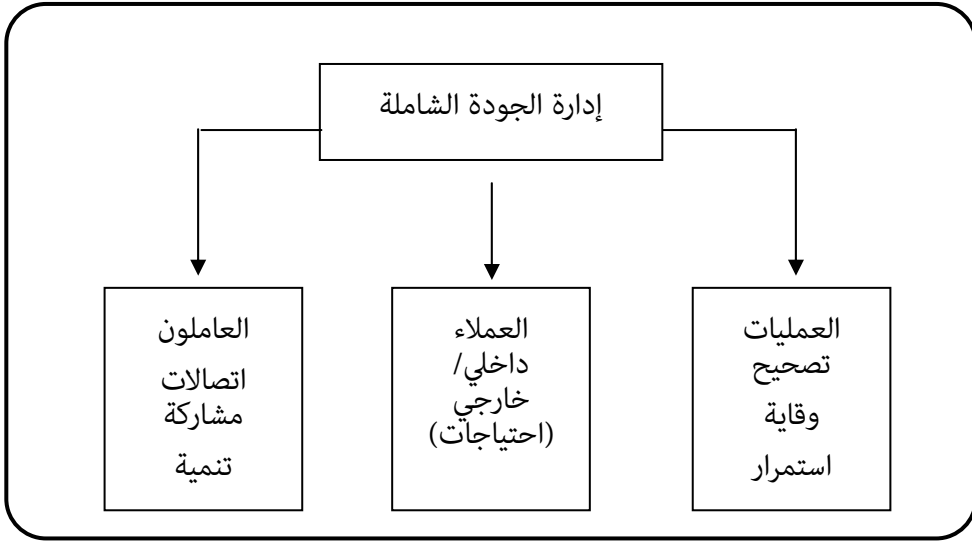 إدارة الجودة الشاملة
العمليات
تصحيح
وقاية
استمرار
العملاء
داخلي/
خارجي
(احتياجات)
العاملون
اتصالات
مشاركة
تنمية